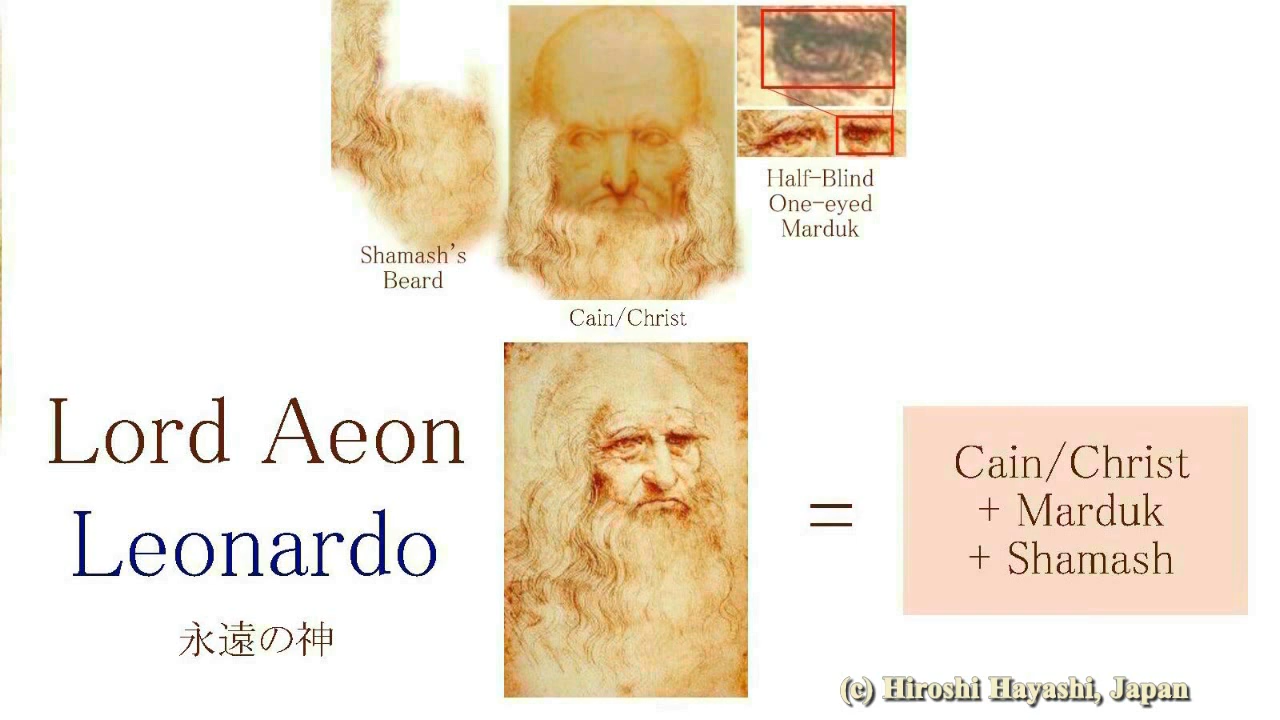 Shamash's
Beard
Cain/Christ
Half-Blind
One-eyed
Marduk
Lord Aeon
Leonardo
永遠の神
=
Cain/Christ
+ Marduk
+ Shamash
(c) Hiroshi Hayashi, Japan